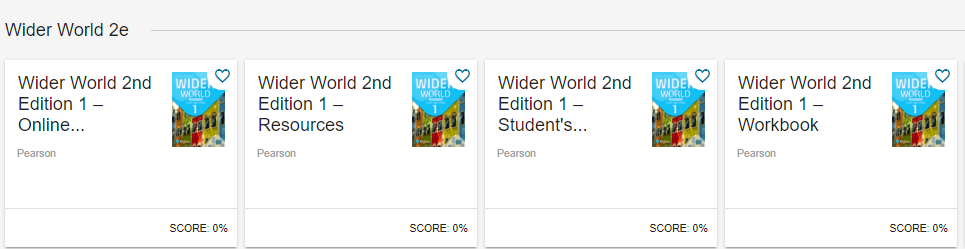 Wider World 2e
Wider World 2nd
Edition 1 –
Online...
Pearson
WIDER
WORLD
1
SCORE: 0%
Wider World 2nd
Edition 1 –
Resources
Pearson
WIDER
WORLD
1
SCORE: 0%
Wider World 2nd
Edition 1 –
Student's...
Pearson
WIDER
WORLD
1
SCORE: 0%
Wider World 2nd
Edition 1 –
Workbook
Pearson
WIDER
WORLD
1
SCORE: 0%